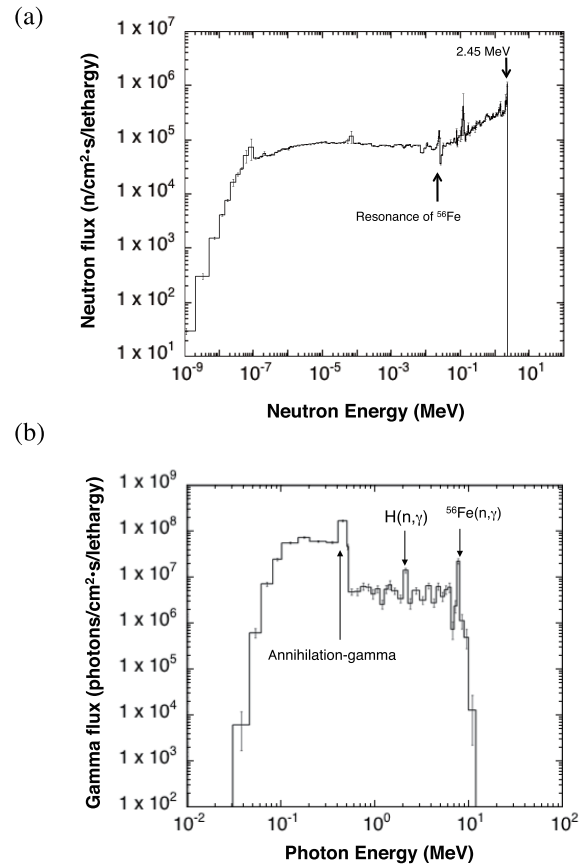 (a)
1 x 10⁷
1 x 10⁶
1 x 10⁵
1 x 10⁴
1 x 10³
1 x 10²
1 x 10¹
Neutron flux (n/cm²·s/lethargy)
2.45 MeV
Resonance of ⁵⁶Fe
10⁻⁹ 10⁻⁷ 10⁻⁵ 10⁻³ 10⁻¹ 10¹
Neutron Energy (MeV)
(b)
1 x 10⁹
1 x 10⁸
1 x 10⁷
1 x 10⁶
1 x 10⁵
1 x 10⁴
1 x 10³
1 x 10²
Gamma flux (photons/cm²·s/lethargy)
H(n,γ)
⁵⁶Fe(n,γ)
Annihilation-gamma
10⁻² 10⁻¹ 10⁰ 10¹ 10²
Photon Energy (MeV)